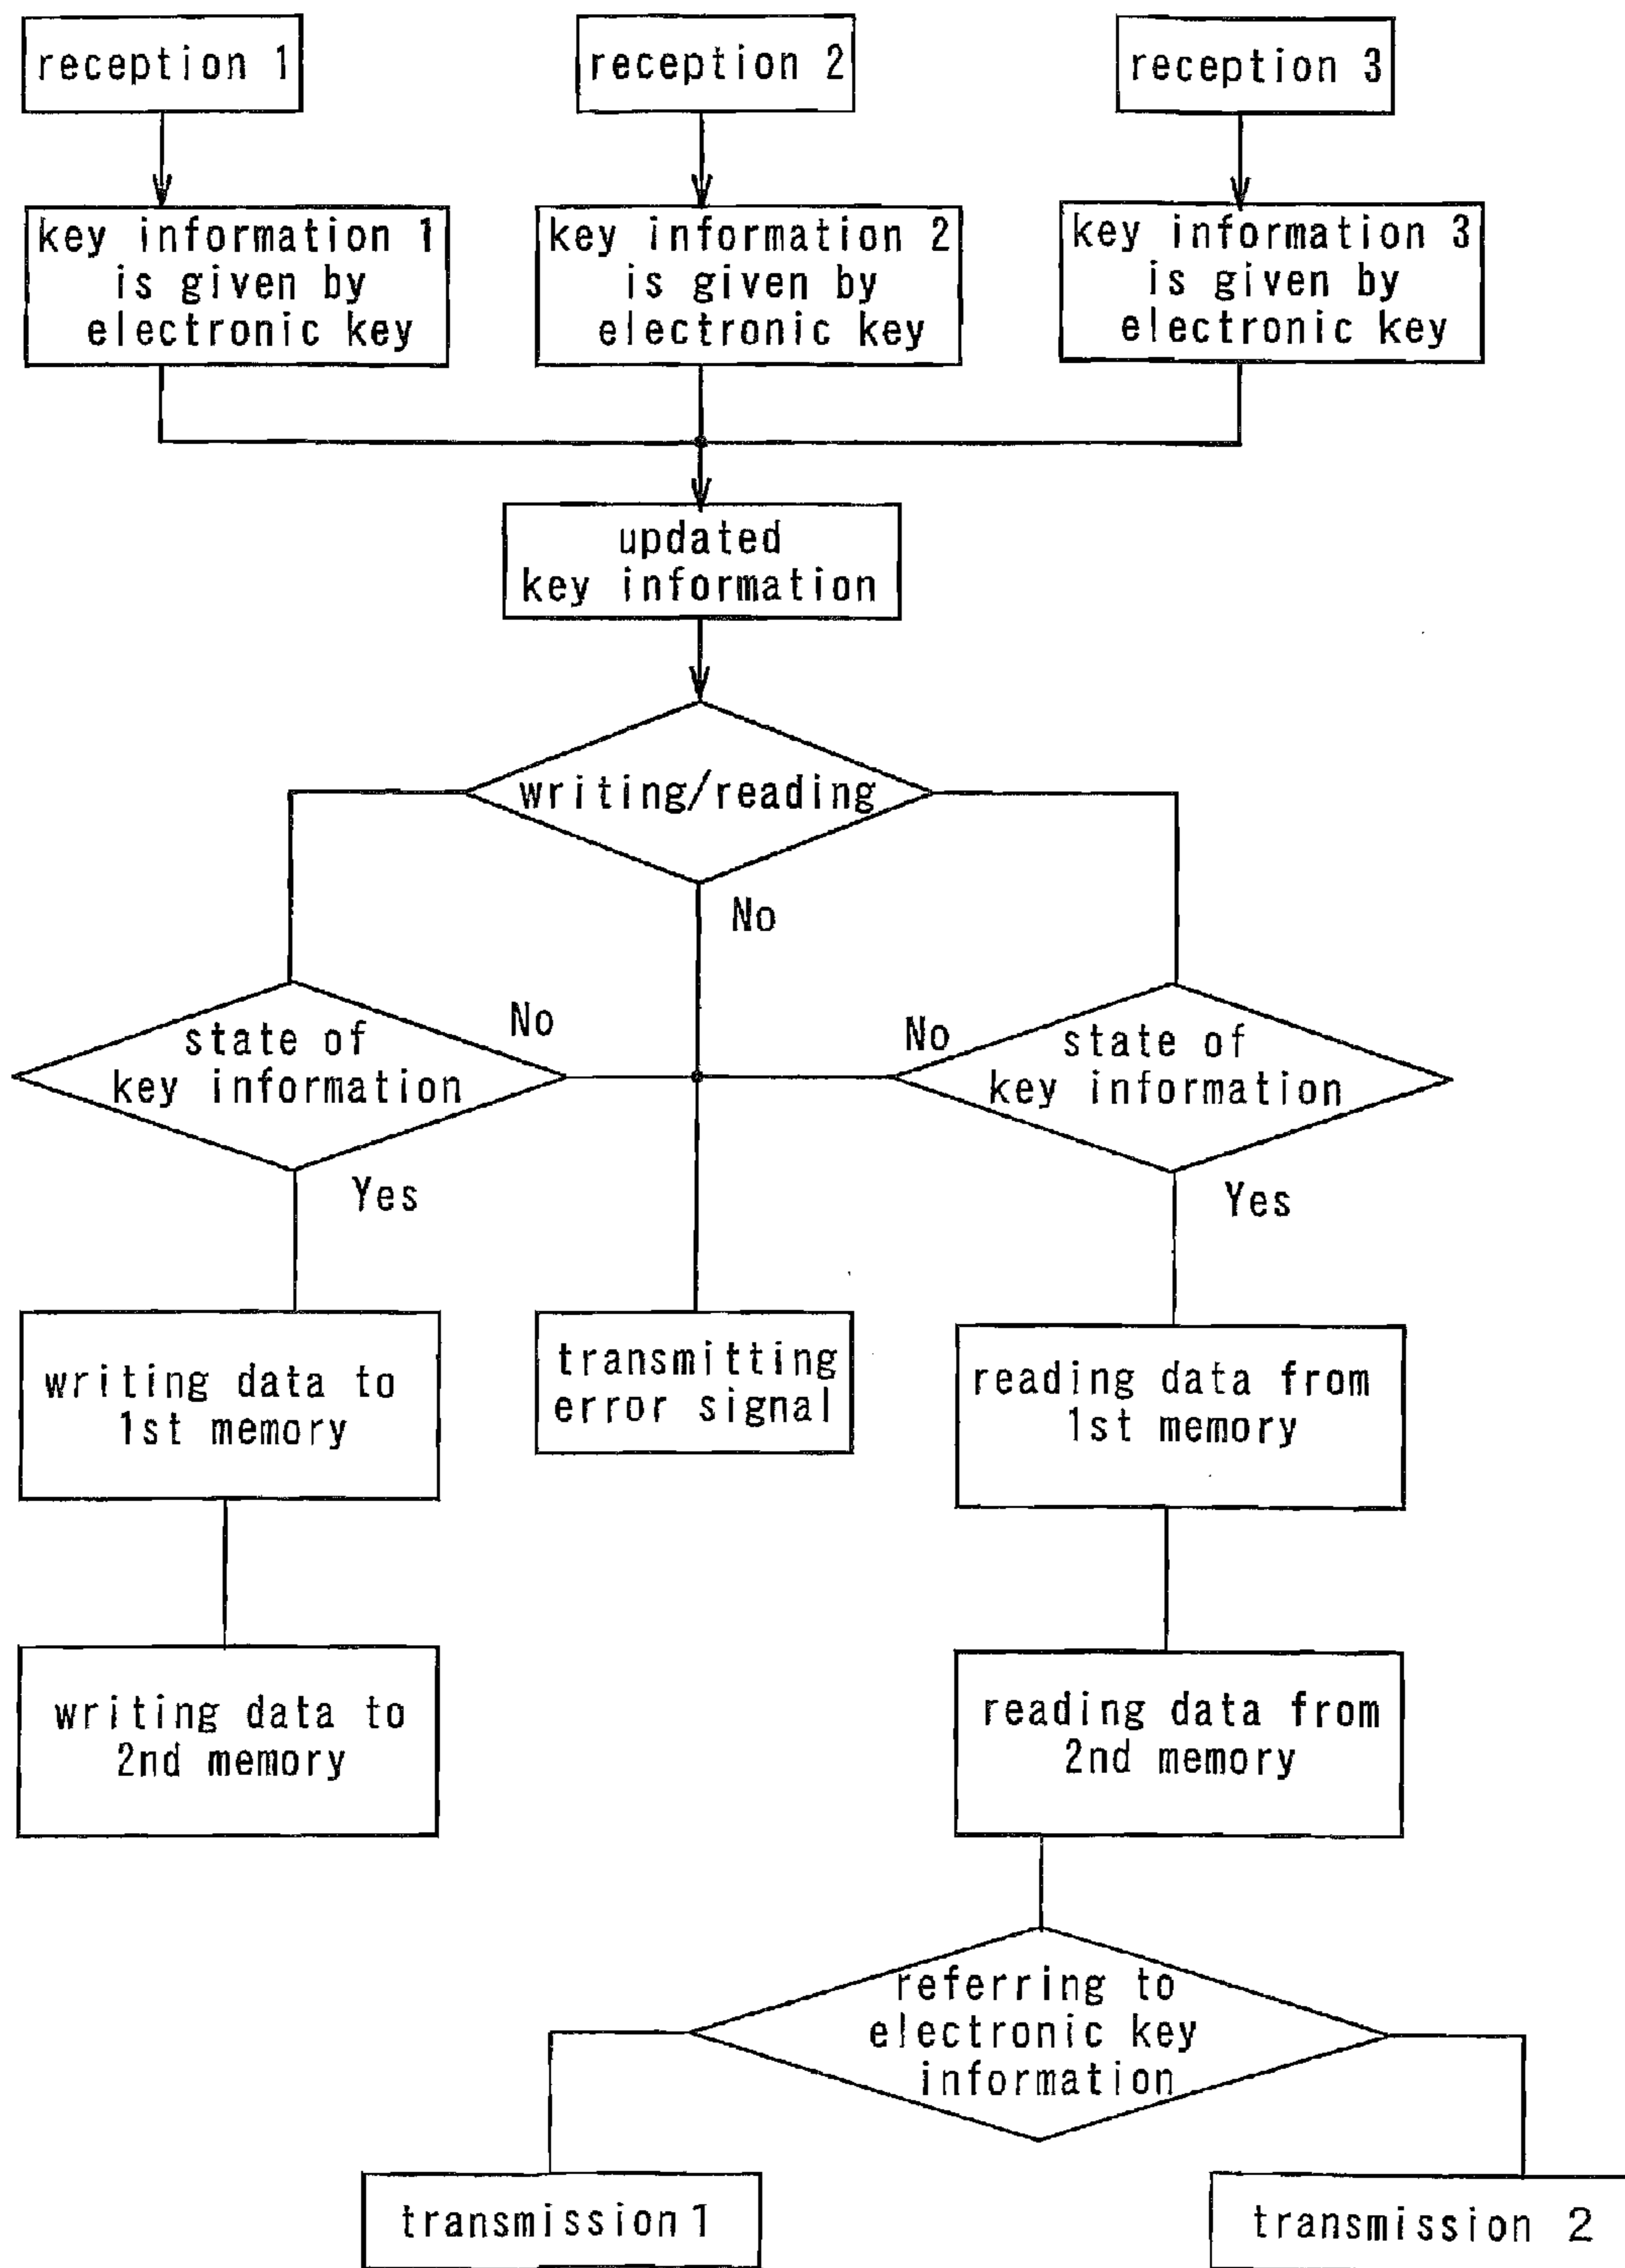 reception 1
reception 2
reception 3
key information 1
is given by
electronic key
key information 2
is given by
electronic key
key information 3
is given by
electronic key
updated
key information
writing/reading
No
state of
key information
No
No
state of
key information
Yes
Yes
writing data to
1st memory
transmitting
error signal
reading data from
1st memory
writing data to
2nd memory
reading data from
2nd memory
referring to
electronic key
information
transmission 1
transmission 2